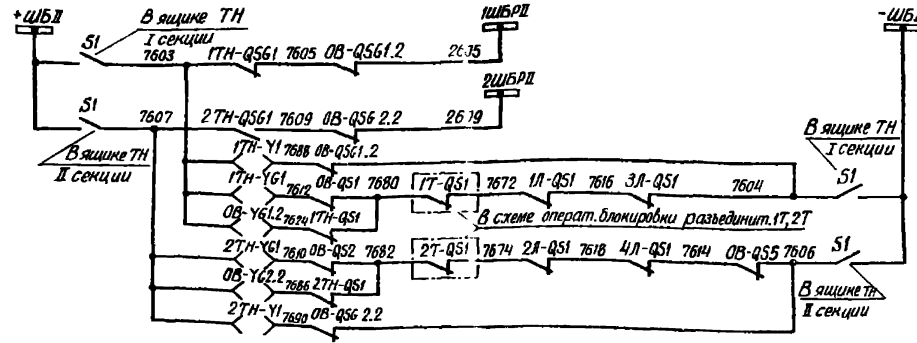 +ШБII
В ящике ТН
I секции
1ШБРII
-ШБII
S1
7603
1ТН-QSG1
7605
ОВ-QSG1.2
2ШБРII
S1
7607
2ТН-QSG1
7609
ОВ-QSG 2.2
В ящике ТН
II секции
1ТН-Y1
7688
ОВ-QSG1.2
В ящике ТН
I секции
1ТН-YG1
7612
ОВ-QS1
7680
1Т-QS1
7672
1Л-QS1
7616
3Л-QS1
7604
S1
ОВ-YG1.2
7624
1ТН-QS1
В схеме операт. блокировки разъединит. 1Т, 2Т
2ТН-YG1
7610
ОВ-QS2
7682
2Т-QS1
7674
2Л-QS1
7618
4Л-QS1
7614
ОВ-QS5
7606
S1
ОВ-YG2.2
7686
2ТН-QS1
В ящике ТН
II секции
2ТН-Y1
7690
ОВ-QSG 2.2